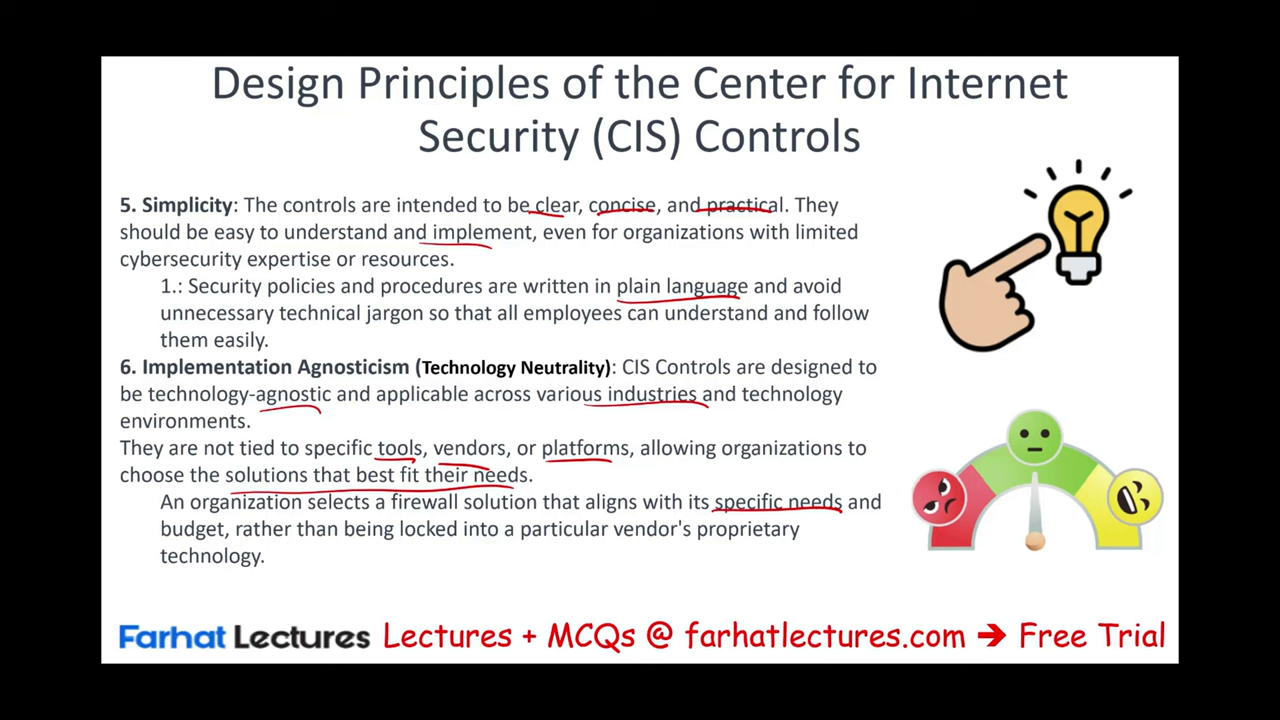 Design Principles of the Center for Internet
Security (CIS) Controls
5. Simplicity: The controls are intended to be clear, concise, and practical. They
should be easy to understand and implement, even for organizations with limited
cybersecurity expertise or resources.
1.: Security policies and procedures are written in plain language and avoid
unnecessary technical jargon so that all employees can understand and follow
them easily.
6. Implementation Agnosticism (Technology Neutrality): CIS Controls are designed to
be technology-agnostic and applicable across various industries and technology
environments.
They are not tied to specific tools, vendors, or platforms, allowing organizations to
choose the solutions that best fit their needs.
An organization selects a firewall solution that aligns with its specific needs and
budget, rather than being locked into a particular vendor's proprietary
technology.
Farhat Lectures Lectures + MCQs @ farhatlectures.com → Free Trial